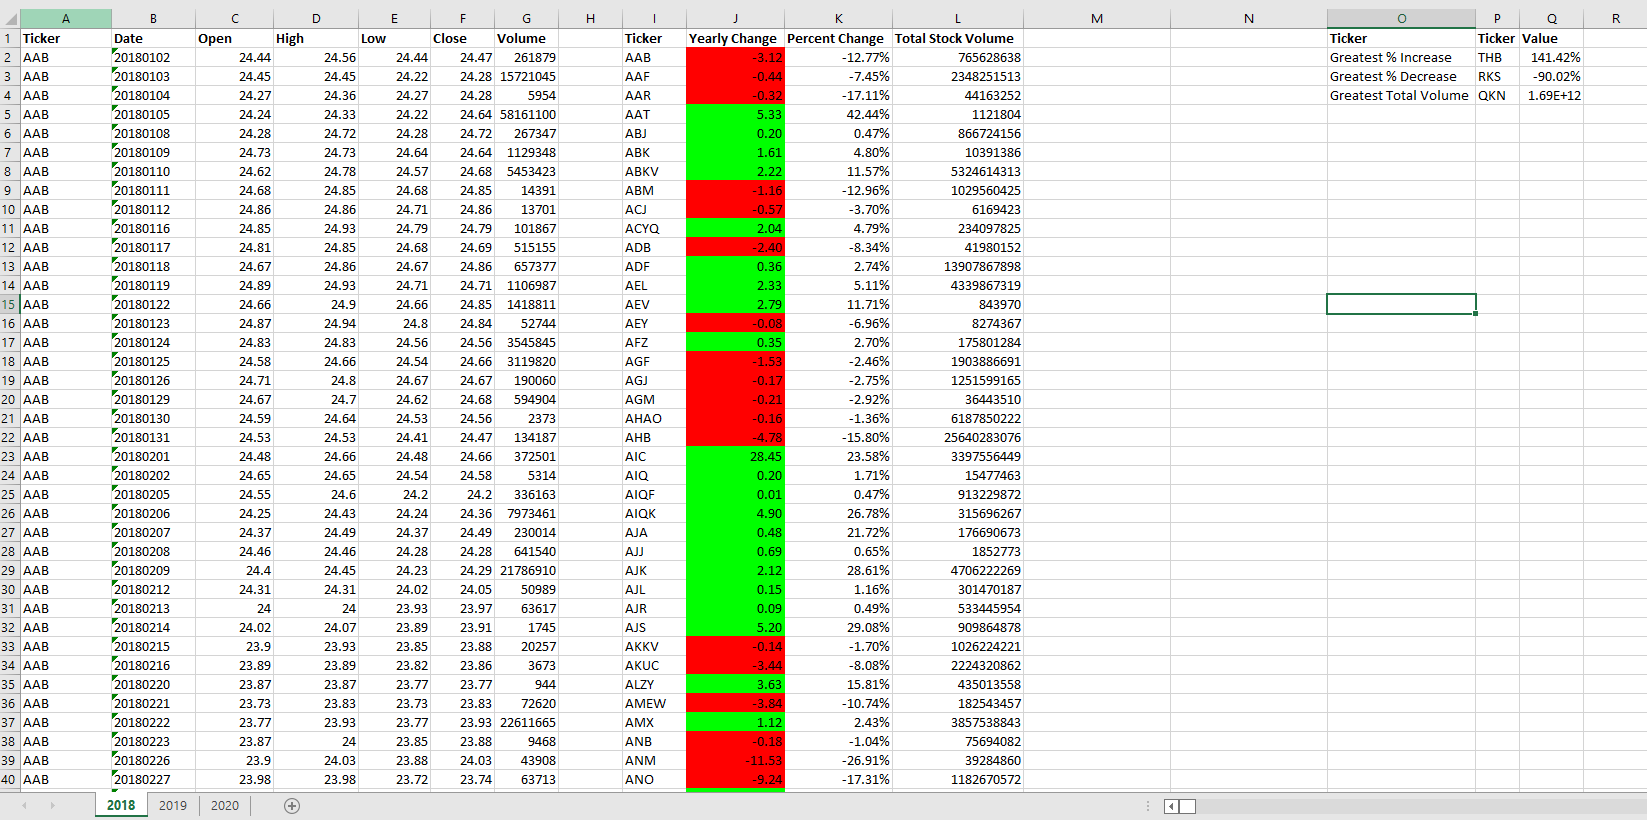 A B C D E F G H I J K L M N O P Q R
1 Ticker Date Open High Low Close Volume Ticker Yearly Change Percent Change Total Stock Volume Ticker Ticker Value
2 AAB 20180102 24.44 24.56 24.44 24.47 261879 AAB -3.12 -12.77% 765628638 Greatest % Increase THB 141.42%
3 AAB 20180103 24.45 24.45 24.22 24.28 15721045 AAF -0.44 -7.45% 2348251513 Greatest % Decrease RKS -90.02%
4 AAB 20180104 24.27 24.36 24.27 24.28 5954 AAR -0.32 -17.11% 44163252 Greatest Total Volume QKN 1.69E+12
5 AAB 20180105 24.24 24.33 24.22 24.64 58161100 AAT 5.33 42.44% 1121804
6 AAB 20180108 24.28 24.72 24.28 24.72 267347 ABJ 0.20 0.47% 866724156
7 AAB 20180109 24.73 24.73 24.64 24.64 1129348 ABK 1.61 4.80% 10391386
8 AAB 20180110 24.62 24.78 24.57 24.68 5453423 ABKV 2.22 11.57% 5324614313
9 AAB 20180111 24.68 24.85 24.68 24.85 14391 ABM -1.16 -12.96% 1029560425
10 AAB 20180112 24.86 24.86 24.71 24.86 13701 ACJ -0.57 -3.70% 6169423
11 AAB 20180116 24.85 24.93 24.79 24.79 101867 ACYQ 2.04 4.79% 234097825
12 AAB 20180117 24.81 24.85 24.68 24.69 515155 ADB -2.40 -8.34% 41980152
13 AAB 20180118 24.67 24.86 24.67 24.86 657377 ADF 0.36 2.74% 13907867898
14 AAB 20180119 24.89 24.93 24.71 24.71 1106987 AEL 2.33 5.11% 4339867319
15 AAB 20180122 24.66 24.9 24.66 24.85 1418811 AEV 2.79 11.71% 843970
16 AAB 20180123 24.87 24.94 24.8 24.84 52744 AEY -0.08 -6.96% 8274367
17 AAB 20180124 24.83 24.83 24.56 24.56 3545845 AFZ 0.35 2.70% 175801284
18 AAB 20180125 24.58 24.66 24.54 24.66 3119820 AGF -1.53 -2.46% 1903886691
19 AAB 20180126 24.71 24.8 24.67 24.67 190060 AGJ -0.17 -2.75% 1251599165
20 AAB 20180129 24.67 24.7 24.62 24.68 594904 AGM -0.21 -2.92% 36443510
21 AAB 20180130 24.59 24.64 24.53 24.56 2373 AHAO -0.16 -1.36% 6187850222
22 AAB 20180131 24.53 24.53 24.41 24.47 134187 AHB -4.78 -15.80% 25640283076
23 AAB 20180201 24.48 24.66 24.48 24.66 372501 AIC 28.45 23.58% 3397556449
24 AAB 20180202 24.65 24.65 24.54 24.58 5314 AIQ 0.20 1.71% 15477463
25 AAB 20180205 24.55 24.6 24.2 24.2 336163 AIQF 0.01 0.47% 913229872
26 AAB 20180206 24.25 24.43 24.24 24.36 7973461 AIQK 4.90 26.78% 315696267
27 AAB 20180207 24.37 24.49 24.37 24.49 230014 AJA 0.48 21.72% 176690673
28 AAB 20180208 24.46 24.46 24.28 24.28 641540 AJJ 0.69 0.65% 1852773
29 AAB 20180209 24.4 24.45 24.23 24.29 21786910 AJK 2.12 28.61% 4706222269
30 AAB 20180212 24.31 24.31 24.02 24.05 50989 AJL 0.15 1.16% 301470187
31 AAB 20180213 24 24 23.93 23.97 63617 AJR 0.09 0.49% 533445954
32 AAB 20180214 24.02 24.07 23.89 23.91 1745 AJS 5.20 29.08% 909864878
33 AAB 20180215 23.9 23.93 23.85 23.88 20257 AKKV -0.14 -1.70% 1026224221
34 AAB 20180216 23.89 23.89 23.82 23.86 3673 AKUC -3.44 -8.08% 2224320862
35 AAB 20180220 23.87 23.87 23.77 23.77 944 ALZY 3.63 15.81% 435013558
36 AAB 20180221 23.73 23.83 23.73 23.83 72620 AMEW -3.84 -10.74% 182543457
37 AAB 20180222 23.77 23.93 23.77 23.93 22611665 AMX 1.12 2.43% 3857538843
38 AAB 20180223 23.87 24 23.85 23.88 9468 ANB -0.18 -1.04% 75694082
39 AAB 20180226 23.9 24.03 23.88 24.03 43908 ANM -11.53 -26.91% 39284860
40 AAB 20180227 23.98 23.98 23.72 23.74 63713 ANO -9.24 -17.31% 1182670572
2018 2019 2020